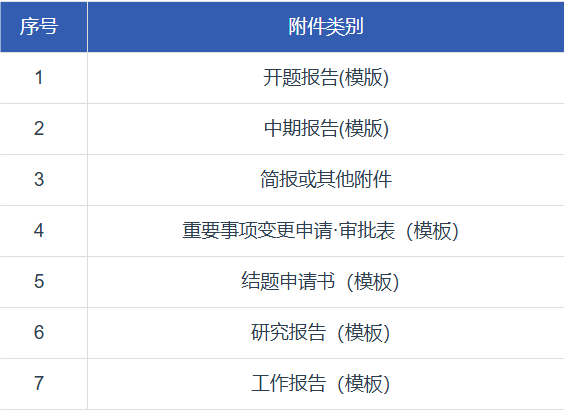 序号 附件类别
1 开题报告(模版)
2 中期报告(模版)
3 简报或其他附件
4 重要事项变更申请·审批表（模板）
5 结题申请书（模板）
6 研究报告（模板）
7 工作报告（模板）